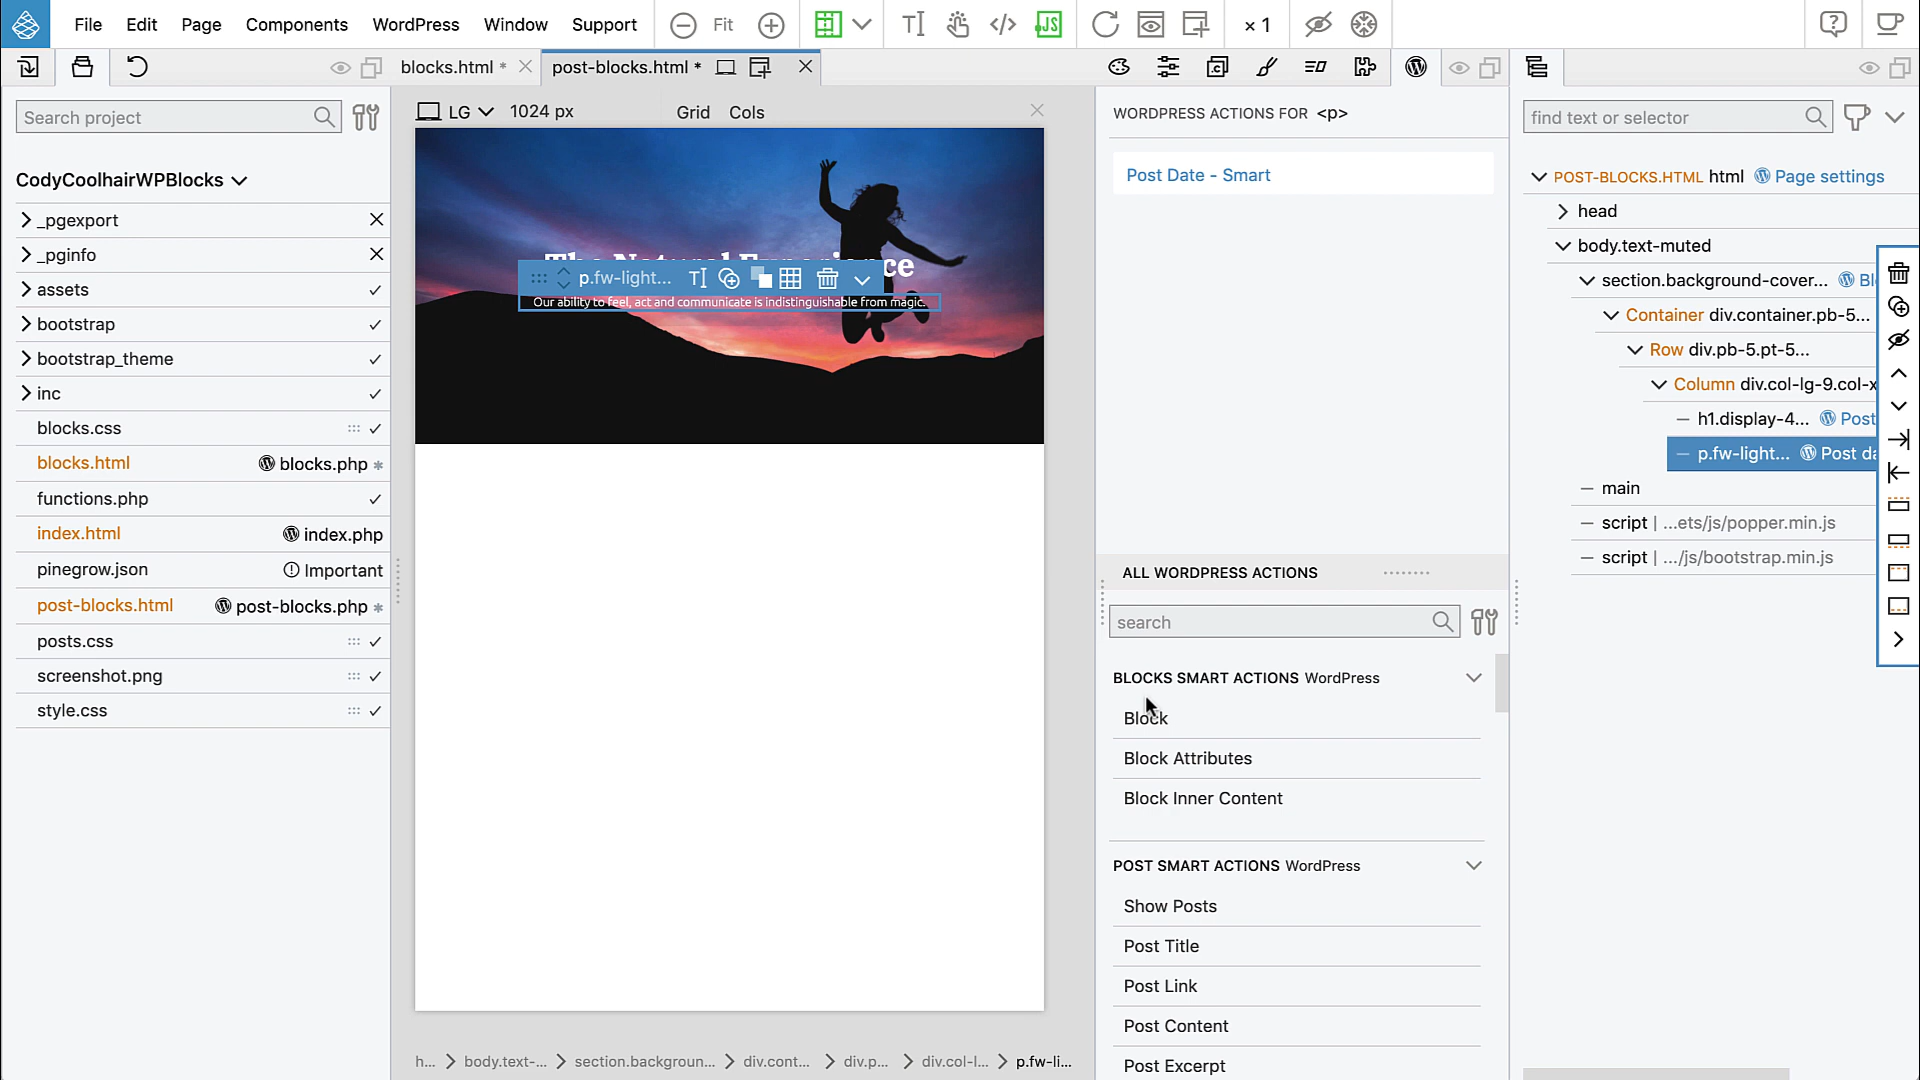 File Edit Page Components WordPress Window Support Fit JS × 1
blocks.html * post-blocks.html *
Search project
LG 1024 px Grid Cols
WORDPRESS ACTIONS FOR <p>
find text or selector
Post Date - Smart
CodyCoolhairWPBlocks
_pgexport
_pginfo
assets
bootstrap
bootstrap_theme
inc
blocks.css
blocks.html blocks.php *
functions.php
index.html index.php
pinegrow.json Important
post-blocks.html post-blocks.php *
posts.css
screenshot.png
style.css
The Natural Experience
p.fw-light...
Our ability to feel, act and communicate is indistinguishable from magic.
h... body.text-... section.backgroun... div.cont... div.p... div.col-l... p.fw-li...
ALL WORDPRESS ACTIONS
search
BLOCKS SMART ACTIONS WordPress
Block
Block Attributes
Block Inner Content
POST SMART ACTIONS WordPress
Show Posts
Post Title
Post Link
Post Content
Post Excerpt
POST-BLOCKS.HTML html Page settings
head
body.text-muted
section.background-cover... Bl
Container div.container.pb-5...
Row div.pb-5.pt-5...
Column div.col-lg-9.col-x
h1.display-4... Post
p.fw-light... Post da
main
script | ...ets/js/popper.min.js
script | .../js/bootstrap.min.js